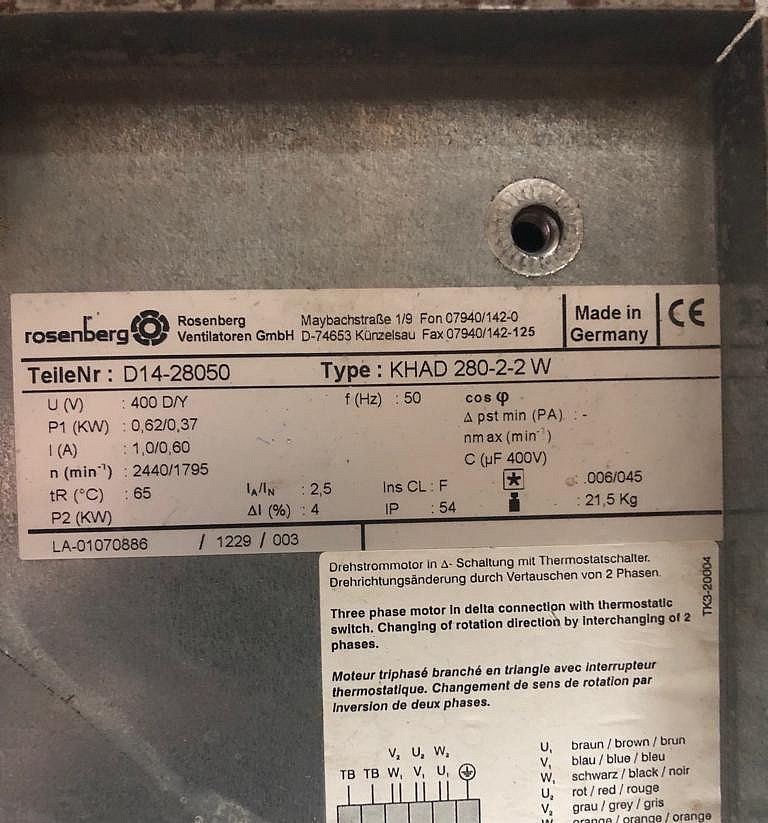 rosenberg
Rosenberg Maybachstraße 1/9 Fon 07940/142-0
Ventilatoren GmbH D-74653 Künzelsau Fax 07940/142-125
Made in
Germany
CE
TeileNr : D14-28050 Type : KHAD 280-2-2 W
U (V) : 400 D/Y f (Hz) : 50 cos φ
P1 (KW) : 0,62/0,37 Δ pst min (PA) : -
I (A) : 1,0/0,60 n max (min⁻¹)
n (min⁻¹) : 2440/1795 C (µF 400V)
tR (°C) : 65 IA/IN : 2,5 Ins CL : F : .006/045
P2 (KW) ΔI (%) : 4 IP : 54 : 21,5 Kg
LA-01070886 / 1229 / 003
Drehstrommotor in Δ- Schaltung mit Thermostatschalter.
Drehrichtungsänderung durch Vertauschen von 2 Phasen.
Three phase motor in delta connection with thermostatic
switch. Changing of rotation direction by interchanging of 2
phases.
Moteur triphasé branché en triangle avec interrupteur
thermostatique. Changement de sens de rotation par
inversion de deux phases.
TK3-20004
V₂ U₂ W₂
TB TB W₁ V₁ U₁
U₁ braun / brown / brun
V₁ blau / blue / bleu
W₁ schwarz / black / noir
U₂ rot / red / rouge
V₂ grau / grey / gris
W orange / orange / orange